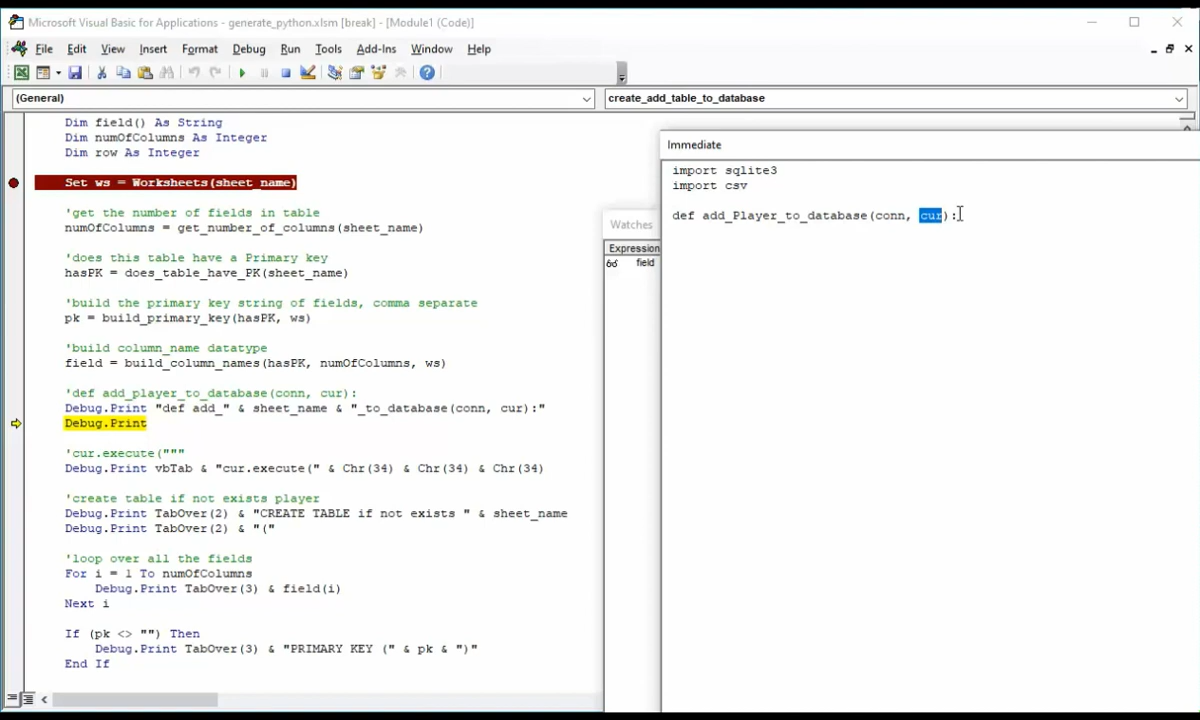 Microsoft Visual Basic for Applications - generate_python.xlsm [break] - [Module1 (Code)]
File Edit View Insert Format Debug Run Tools Add-Ins Window Help
(General)
create_add_table_to_database
Dim field() As String
Dim numOfColumns As Integer
Dim row As Integer
Set ws = Worksheets(sheet_name)
'get the number of fields in table
numOfColumns = get_number_of_columns(sheet_name)
'does this table have a Primary key
hasPK = does_table_have_PK(sheet_name)
'build the primary key string of fields, comma separate
pk = build_primary_key(hasPK, ws)
'build column_name datatype
field = build_column_names(hasPK, numOfColumns, ws)
'def add_player_to_database(conn, cur):
Debug.Print "def add_" & sheet_name & "_to_database(conn, cur):"
Debug.Print
'cur.execute("""
Debug.Print vbTab & "cur.execute(" & Chr(34) & Chr(34) & Chr(34)
'create table if not exists player
Debug.Print TabOver(2) & "CREATE TABLE if not exists " & sheet_name
Debug.Print TabOver(2) & "("
'loop over all the fields
For i = 1 To numOfColumns
Debug.Print TabOver(3) & field(i)
Next i
If (pk <> "") Then
Debug.Print TabOver(3) & "PRIMARY KEY (" & pk & ")"
End If
Watches
Expression
field
Immediate
import sqlite3
import csv
def add_Player_to_database(conn, cur):